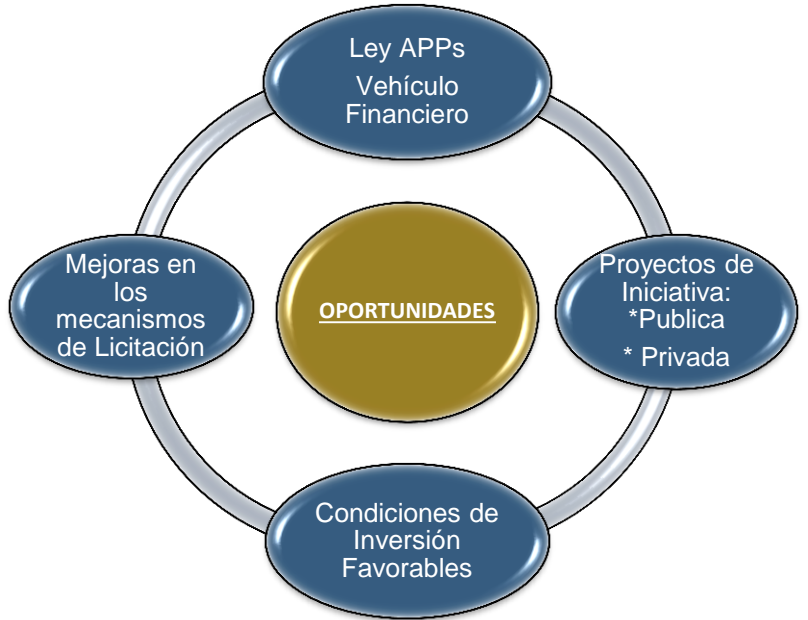 Ley APPs
Vehículo
Financiero
Mejoras en
los
mecanismos
de Licitación
OPORTUNIDADES
Proyectos de
Iniciativa:
*Publica
* Privada
Condiciones de
Inversión
Favorables